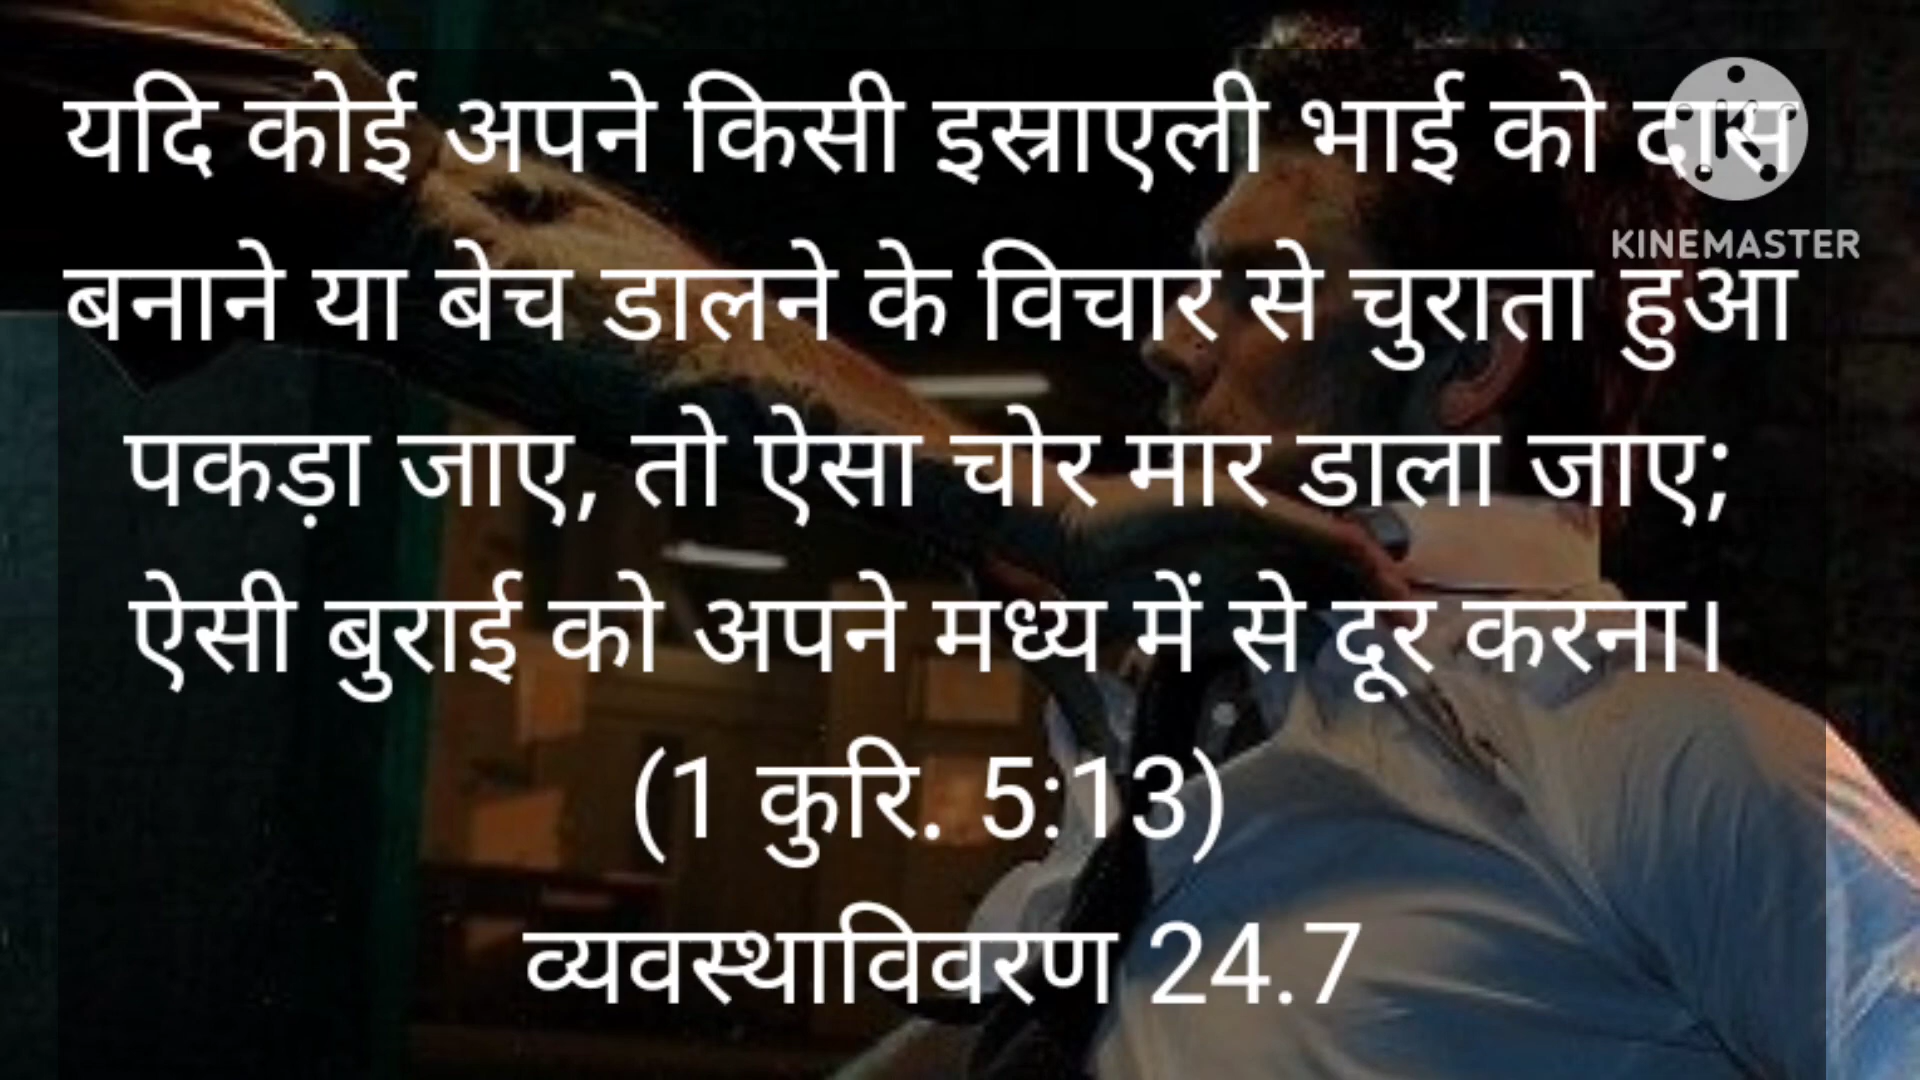 यदि कोई अपने किसी इस्राएली भाई को दास
बनाने या बेच डालने के विचार से चुराता हुआ
पकड़ा जाए, तो ऐसा चोर मार डाला जाए;
ऐसी बुराई को अपने मध्य में से दूर करना।
(1 कुरि. 5:13)
व्यवस्थाविवरण 24.7
K
KINEMASTER